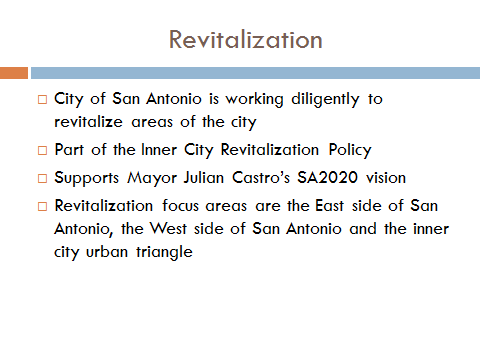 Revitalization
City of San Antonio is working diligently to
revitalize areas of the city
Part of the Inner City Revitalization Policy
Supports Mayor Julian Castro's SA2020 vision
Revitalization focus areas are the East side of San
Antonio, the West side of San Antonio and the inner
city urban triangle